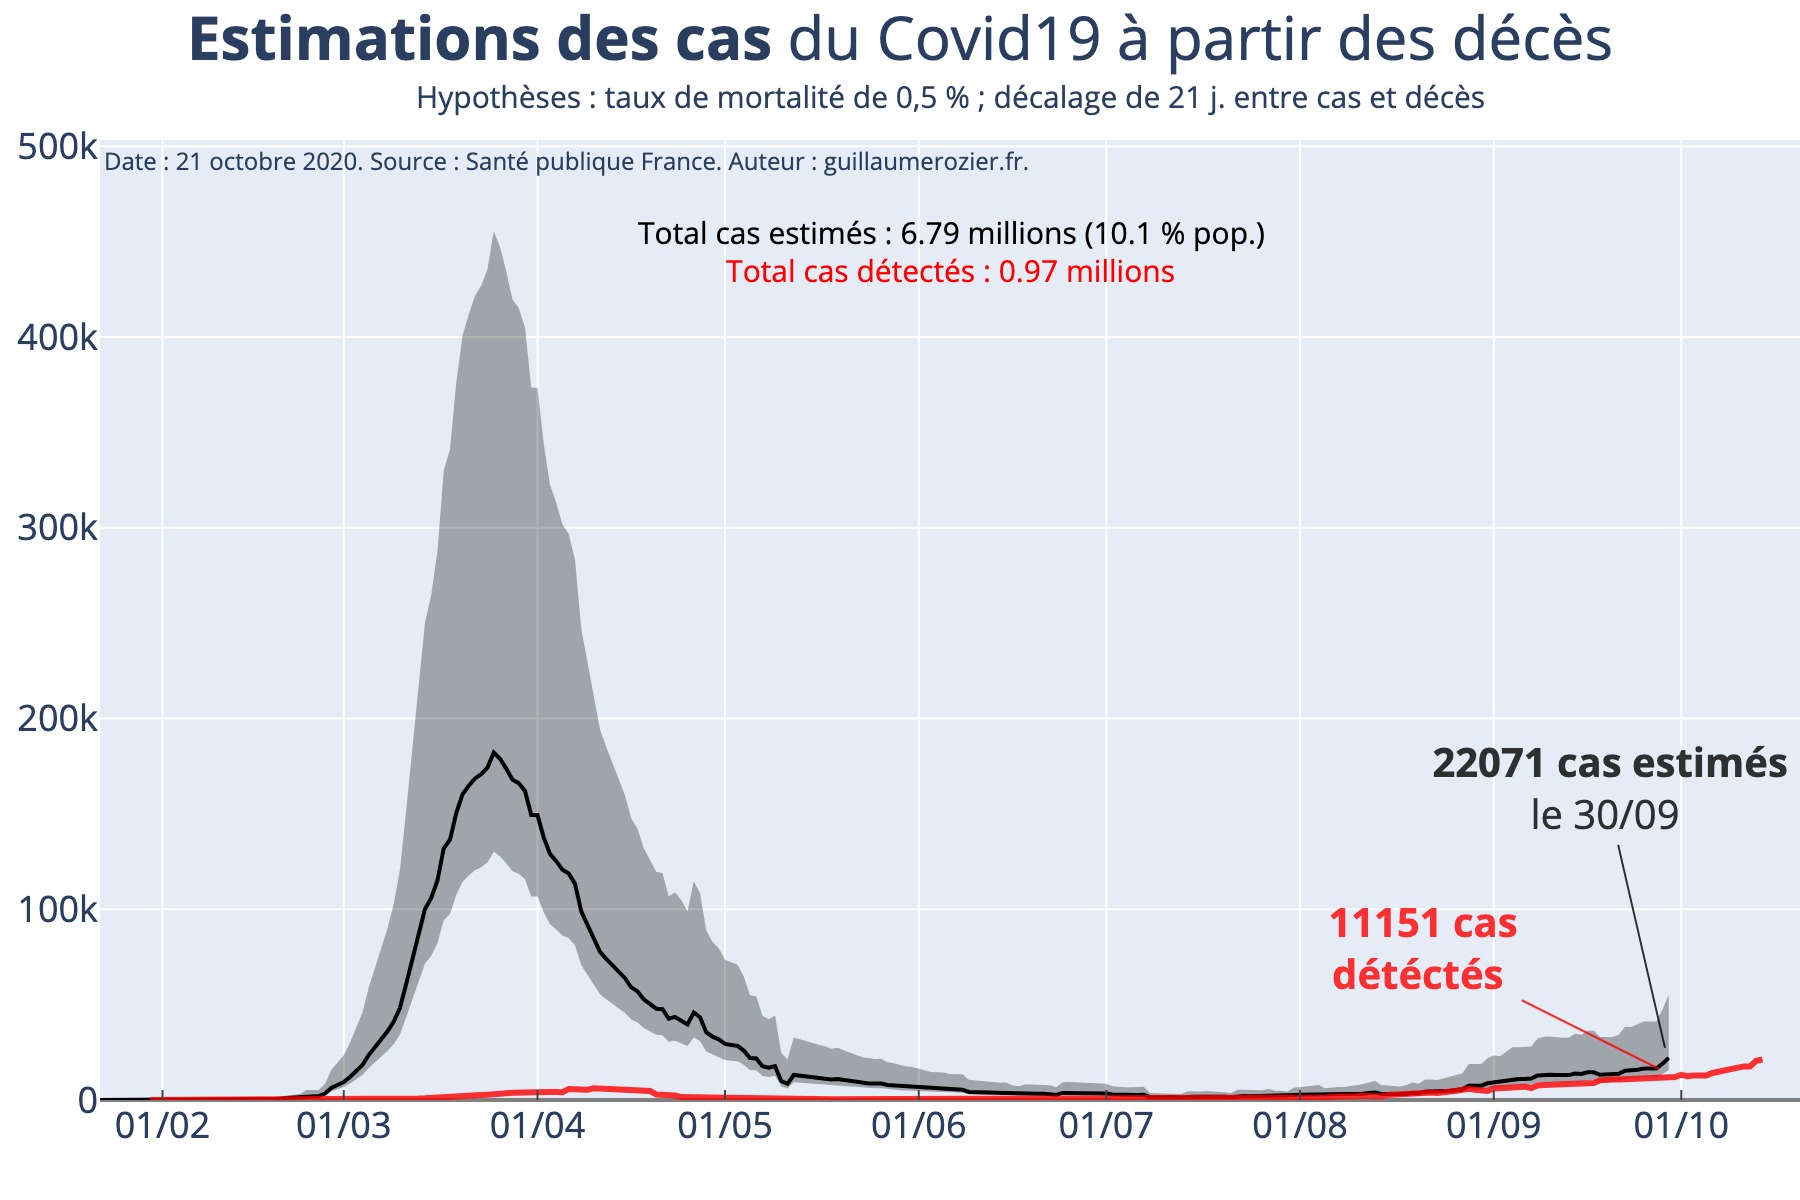 Estimations des cas du Covid19 à partir des décès
Hypothèses : taux de mortalité de 0,5 % ; décalage de 21 j. entre cas et décès
500k
Date : 21 octobre 2020. Source : Santé publique France. Auteur : guillaumerozier.fr.
Total cas estimés : 6.79 millions (10.1 % pop.)
Total cas détectés : 0.97 millions
400k
300k
200k
22071 cas estimés
le 30/09
100k
11151 cas
détéctés
0
01/02 01/03 01/04 01/05 01/06 01/07 01/08 01/09 01/10